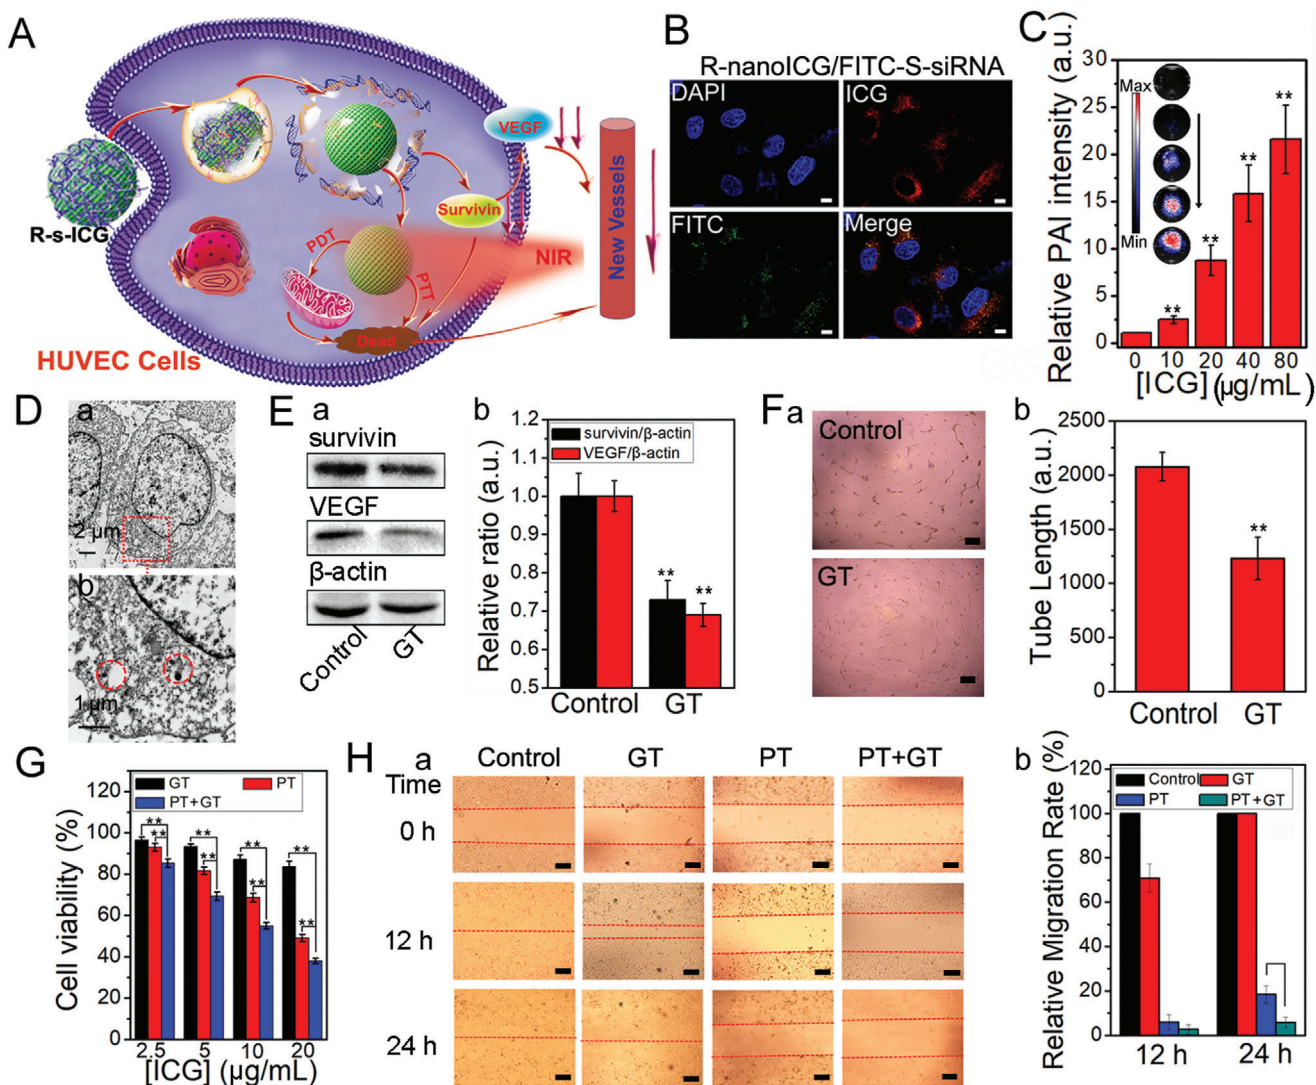 A
R-s-ICG
VEGF
Survivin
New Vessels
PDT
PTT
NIR
Dead
HUVEC Cells
B
R-nanoICG/FITC-S-siRNA
DAPI
ICG
FITC
Merge
C
Relative PAI intensity (a.u.)
30
25
20
15
10
5
0
Max
Min
**
**
**
**
0 10 20 40 80
[ICG] (µg/mL)
D
a
2 µm
b
1 µm
E
a
survivin
VEGF
β-actin
Control
GT
b
Relative ratio (a.u.)
1.2
1.1
1.0
0.9
0.8
0.7
0.6
0.5
survivin/β-actin
VEGF/β-actin
**
**
Control GT
F
a
Control
GT
b
Tube Length (a.u.)
2500
2000
1500
1000
500
0
**
Control GT
G
Cell viability (%)
120
100
80
60
40
20
0
GT
PT
PT+GT
**
**
**
**
**
**
**
**
2.5 5 10 20
[ICG] (µg/mL)
H
a
Control GT PT PT+GT
Time
0 h
12 h
24 h
b
Relative Migration Rate (%)
120
100
80
60
40
20
0
Control
GT
PT
PT+GT
12 h 24 h